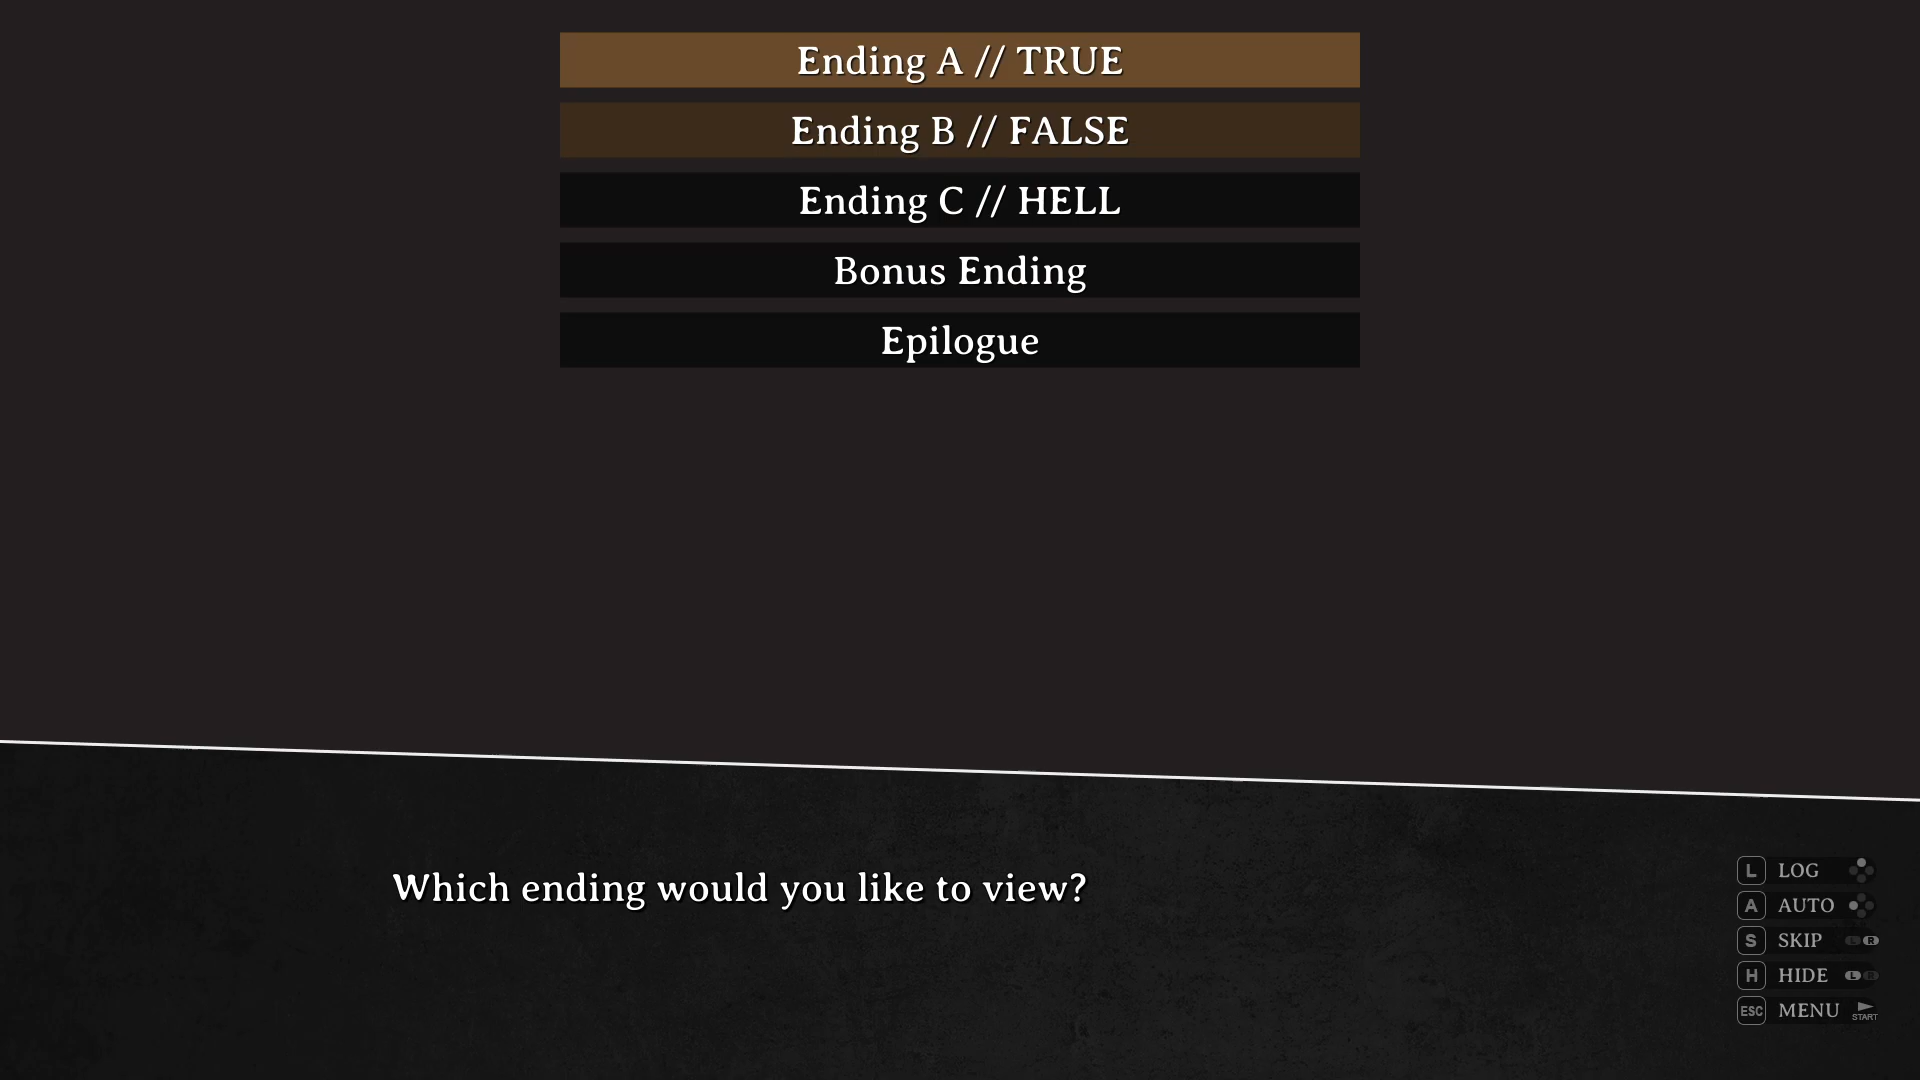 Ending A // TRUE
Ending B // FALSE
Ending C // HELL
Bonus Ending
Epilogue
Which ending would you like to view?
L LOG
A AUTO
S SKIP L R
H HIDE L R
ESC MENU START